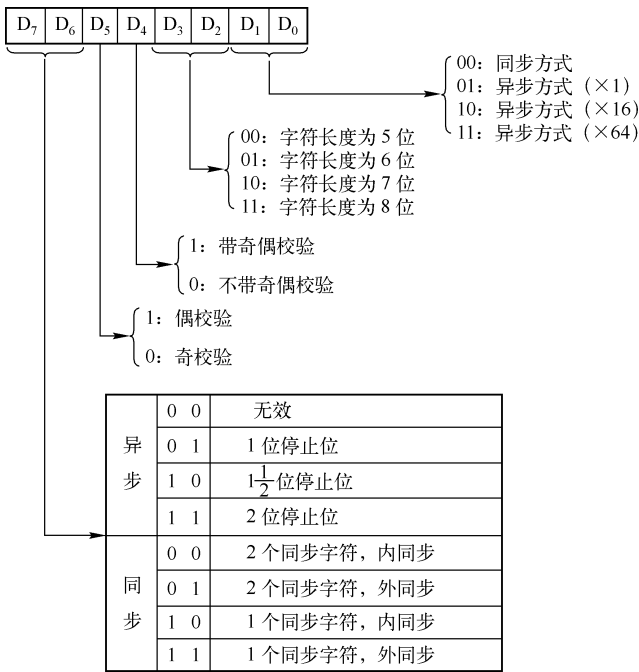 D7 D6 D5 D4 D3 D2 D1 D0
00：同步方式
01：异步方式（×1）
10：异步方式（×16）
11：异步方式（×64）
00：字符长度为 5 位
01：字符长度为 6 位
10：字符长度为 7 位
11：字符长度为 8 位
1：带奇偶校验
0：不带奇偶校验
1：偶校验
0：奇校验
异步
0 0 无效
0 1 1 位停止位
1 0 1 1/2 位停止位
1 1 2 位停止位
同步
0 0 2 个同步字符，内同步
0 1 2 个同步字符，外同步
1 0 1 个同步字符，内同步
1 1 1 个同步字符，外同步